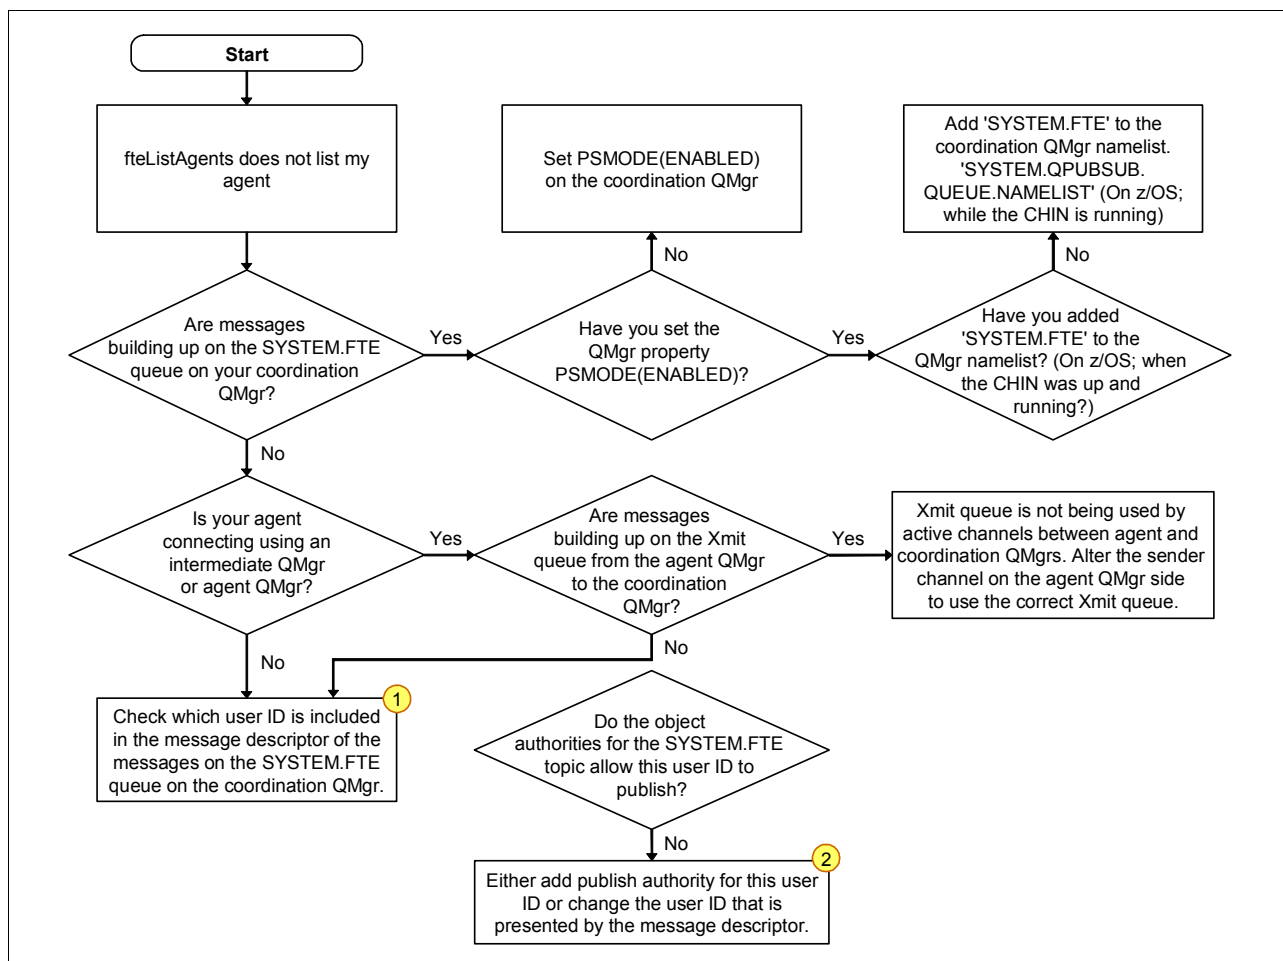 Start
fteListAgents does not list my
agent
Set PSMODE(ENABLED)
on the coordination QMgr
Add 'SYSTEM.FTE' to the
coordination QMgr namelist.
'SYSTEM.QPUBSUB.
QUEUE.NAMELIST' (On z/OS;
while the CHIN is running)
No
No
Are messages
building up on the SYSTEM.FTE
queue on your coordination
QMgr?
Yes
Have you set the
QMgr property
PSMODE(ENABLED)?
Yes
Have you added
'SYSTEM.FTE' to the
QMgr namelist? (On z/OS; when
the CHIN was up and
running?)
No
Is your agent
connecting using an
intermediate QMgr
or agent QMgr?
Yes
Are messages
building up on the Xmit
queue from the agent QMgr
to the coordination
QMgr?
Yes
Xmit queue is not being used by
active channels between agent and
coordination QMgrs. Alter the sender
channel on the agent QMgr side
to use the correct Xmit queue.
No
No
1
Check which user ID is included
in the message descriptor of the
messages on the SYSTEM.FTE
queue on the coordination QMgr.
Do the object
authorities for the SYSTEM.FTE
topic allow this user ID to
publish?
No
2
Either add publish authority for this user
ID or change the user ID that is
presented by the message descriptor.